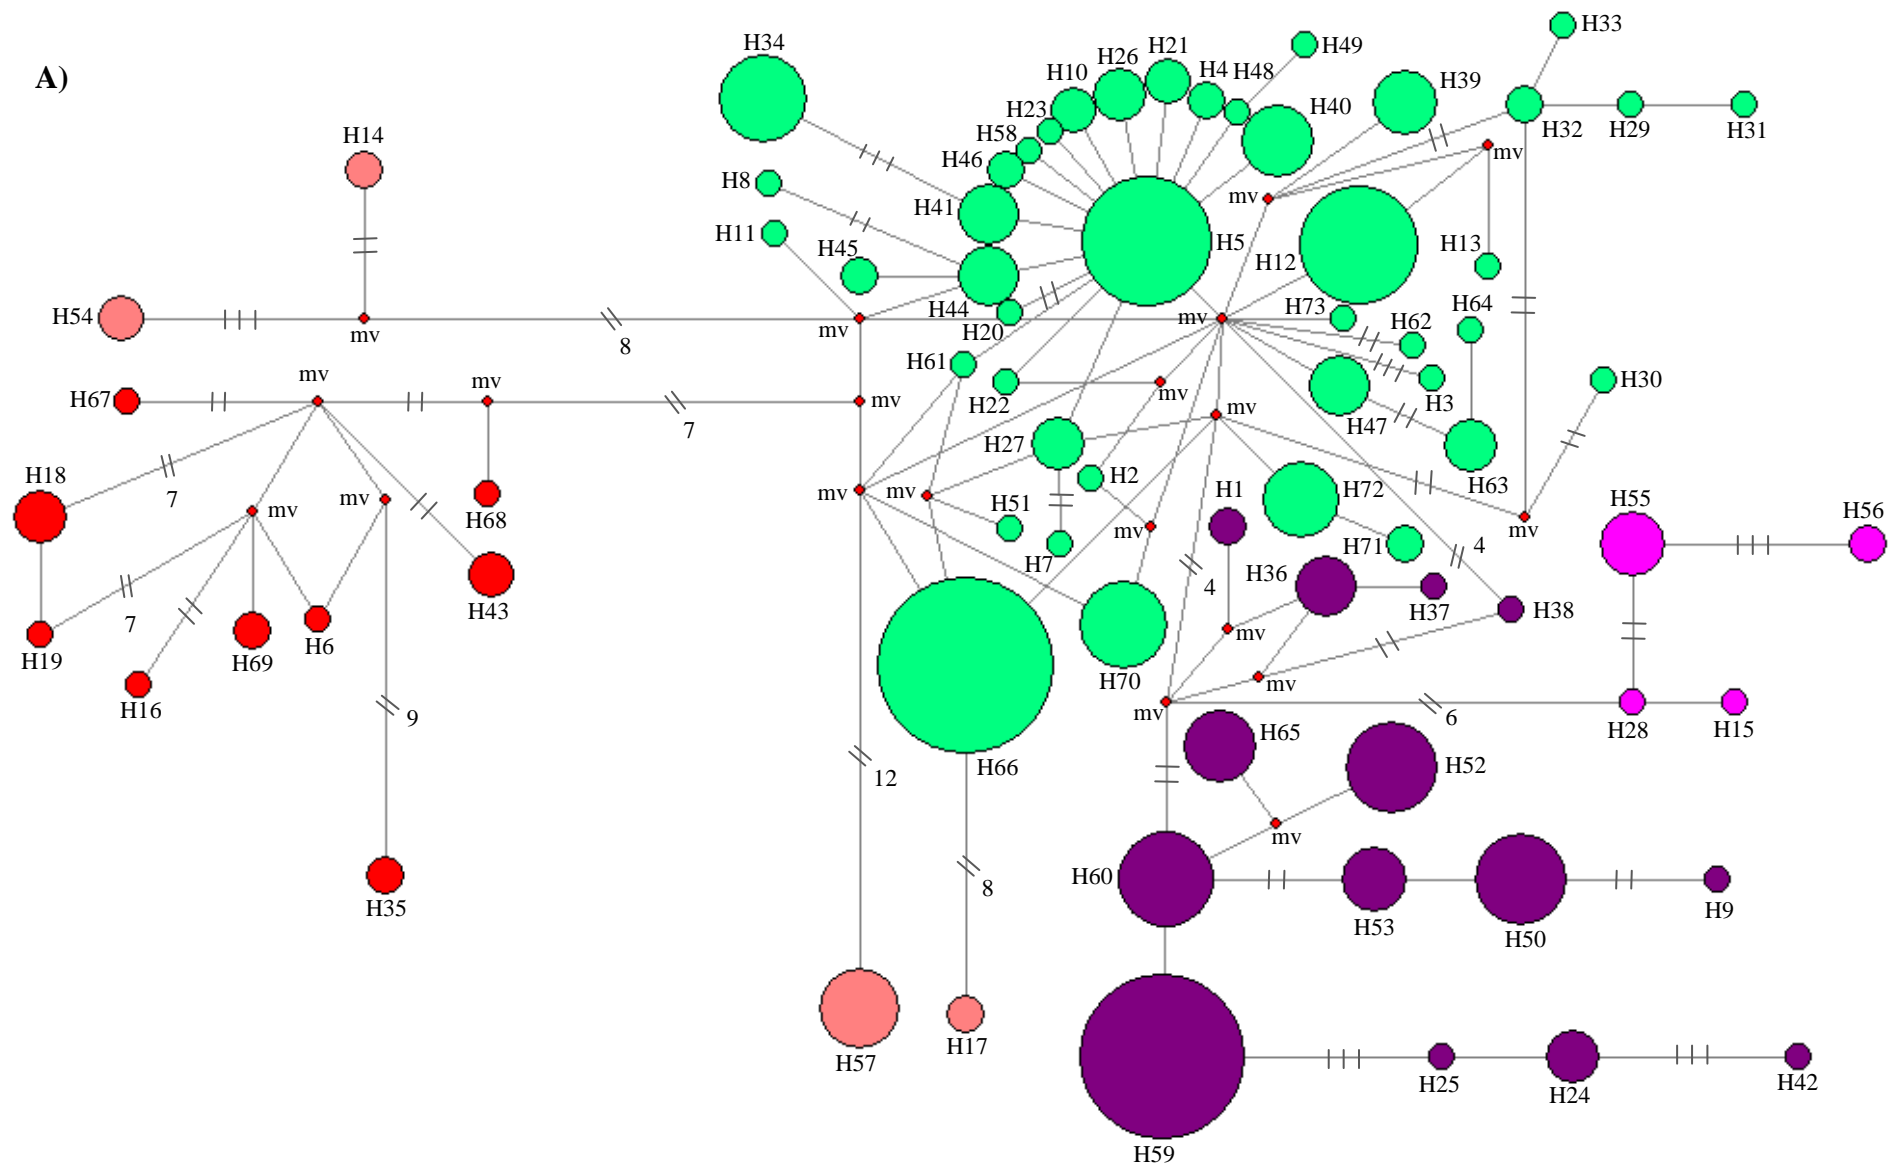 A)
H33
H34
H21
H49
H26
H4 H48
H10
H39
H23
H40
H32 H29 H31
H14
H58
H46
mv
H8
H41
mv
H11
H45
H5
H12
H13
H44
H73
H64
H54
mv
8
mv
H20
mv
H62
H61
mv
mv
H67
7
mv
H22
mv
mv
H47
H3
H30
H27
H18
7
mv
mv
H68
mv
mv
H2
H51
H1
H72
H63
mv
H55
H56
mv
H7
H71
4
4
H36
H37
H38
H43
7
H19
H69
H6
mv
H16
H70
mv
mv
9
6
H28
H15
H65
H66
H52
12
mv
8
H60
H35
H53
H50
H9
H57
H17
H25
H24
H42
H59